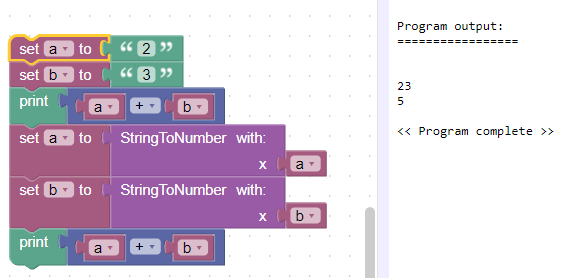 set a to “ 2 ”
set b to “ 3 ”
print a + b
set a to StringToNumber with:
x a
set b to StringToNumber with:
x b
print a + b
Program output:
=================
23
5
<< Program complete >>